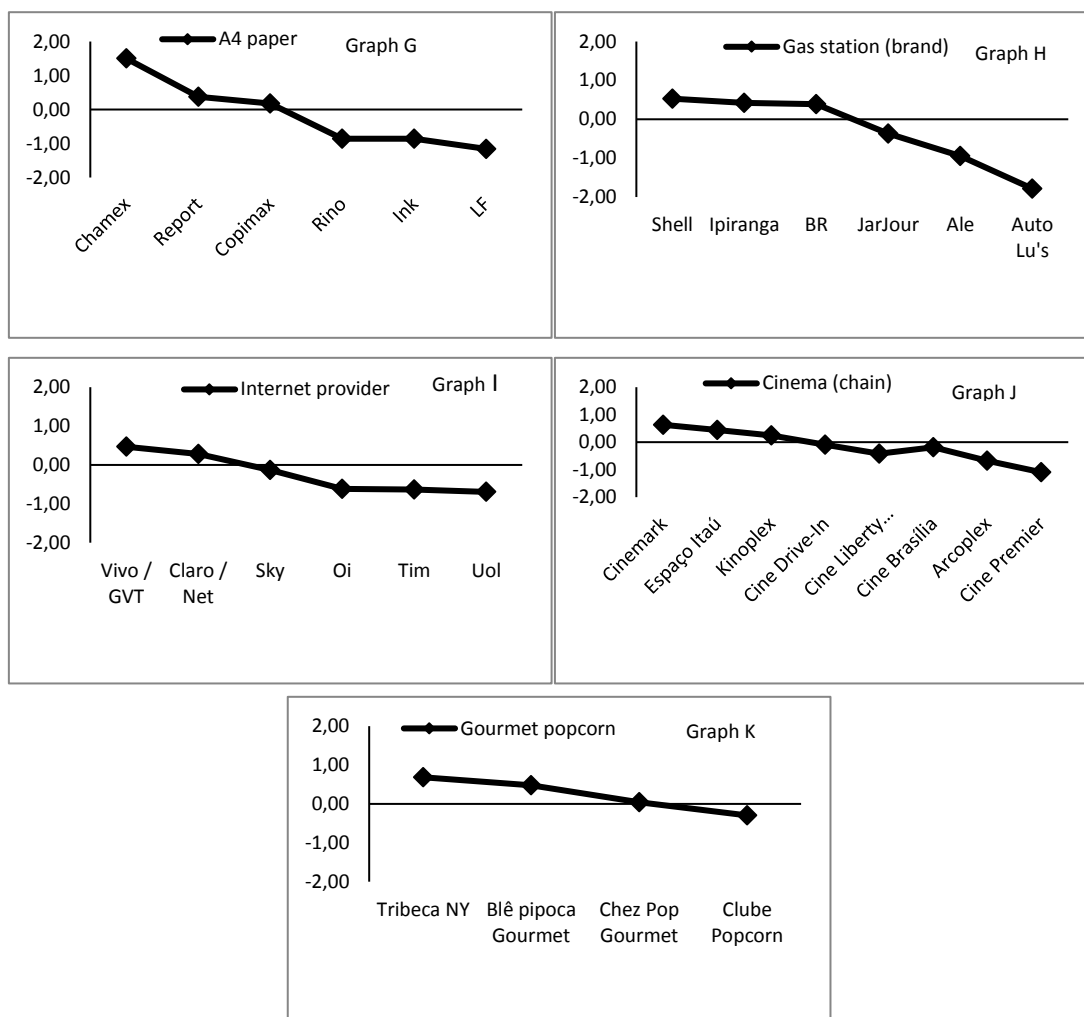 A4 paper
Graph G
2,00
1,00
0,00
-1,00
-2,00
Chamex
Report
Copimax
Rino
Ink
LF
Gas station (brand)
Graph H
2,00
1,00
0,00
-1,00
-2,00
Shell
Ipiranga
BR
JarJour
Ale
Auto
Lu's
Internet provider
Graph I
2,00
1,00
0,00
-1,00
-2,00
Vivo /
GVT
Claro /
Net
Sky
Oi
Tim
Uol
Cinema (chain)
Graph J
2,00
1,00
0,00
-1,00
-2,00
Cinemark
Espaço Itaú
Kinoplex
Cine Drive-In
Cine Liberty...
Cine Brasília
Arcoplex
Cine Premier
Gourmet popcorn
Graph K
2,00
1,00
0,00
-1,00
-2,00
Tribeca NY
Blê pipoca
Gourmet
Chez Pop
Gourmet
Clube
Popcorn